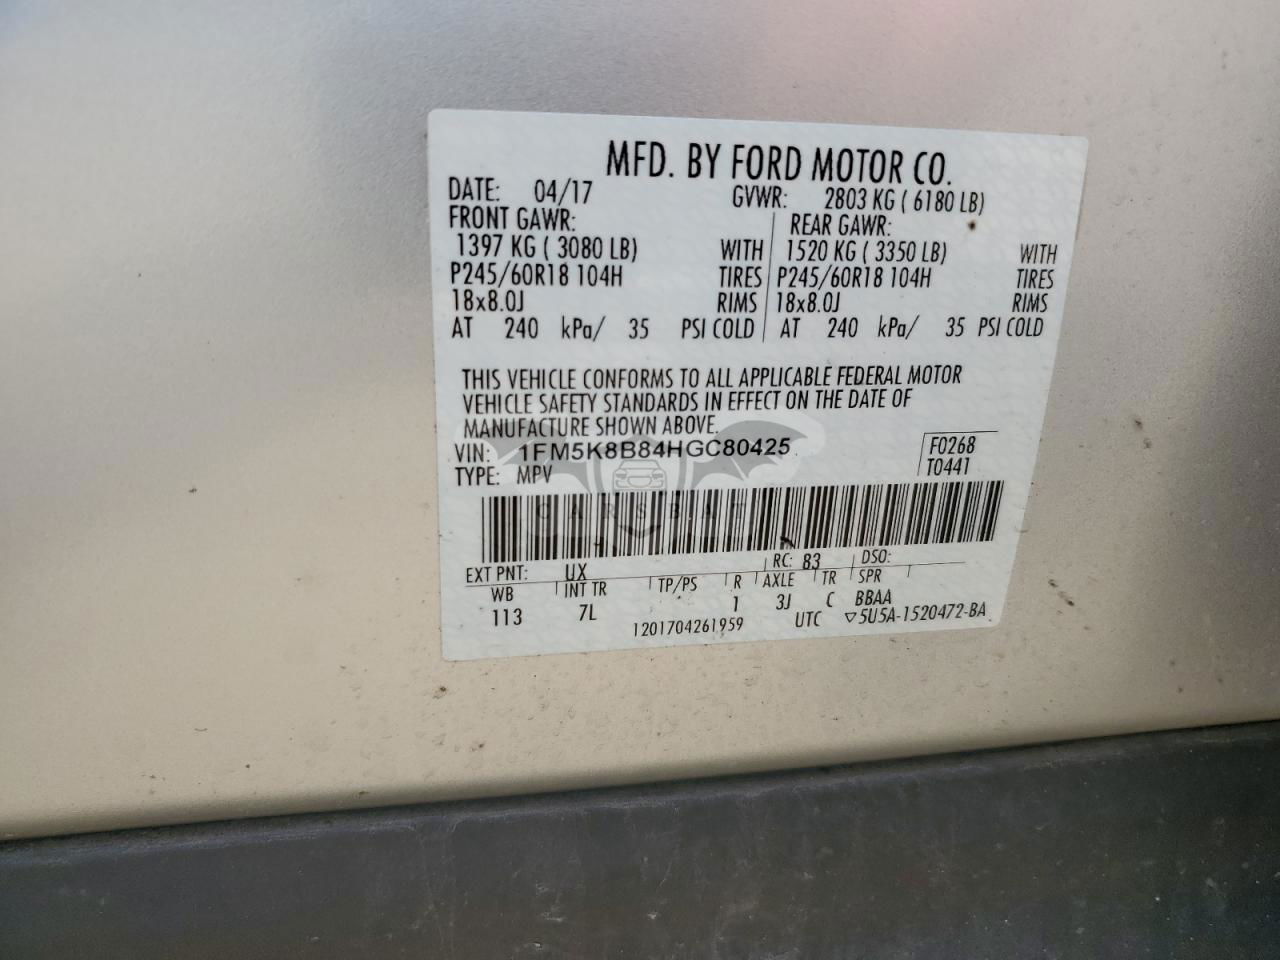 MFD. BY FORD MOTOR CO.
DATE: 04/17 GVWR: 2803 KG ( 6180 LB)
FRONT GAWR: REAR GAWR:
1397 KG ( 3080 LB) WITH 1520 KG ( 3350 LB) WITH
P245/60R18 104H TIRES P245/60R18 104H TIRES
18x8.0J RIMS 18x8.0J RIMS
AT 240 kPa/ 35 PSI COLD AT 240 kPa/ 35 PSI COLD
THIS VEHICLE CONFORMS TO ALL APPLICABLE FEDERAL MOTOR
VEHICLE SAFETY STANDARDS IN EFFECT ON THE DATE OF
MANUFACTURE SHOWN ABOVE.
VIN: 1FM5K8B84HGC80425 F0268
TYPE: MPV T0441
CARSBAT
EXT PNT: UX RC: 83 DSO:
WB INT TR TP/PS R AXLE TR SPR
113 7L 1 3J C BBAA
1201704261959 UTC ▽5U5A-1520472-BA